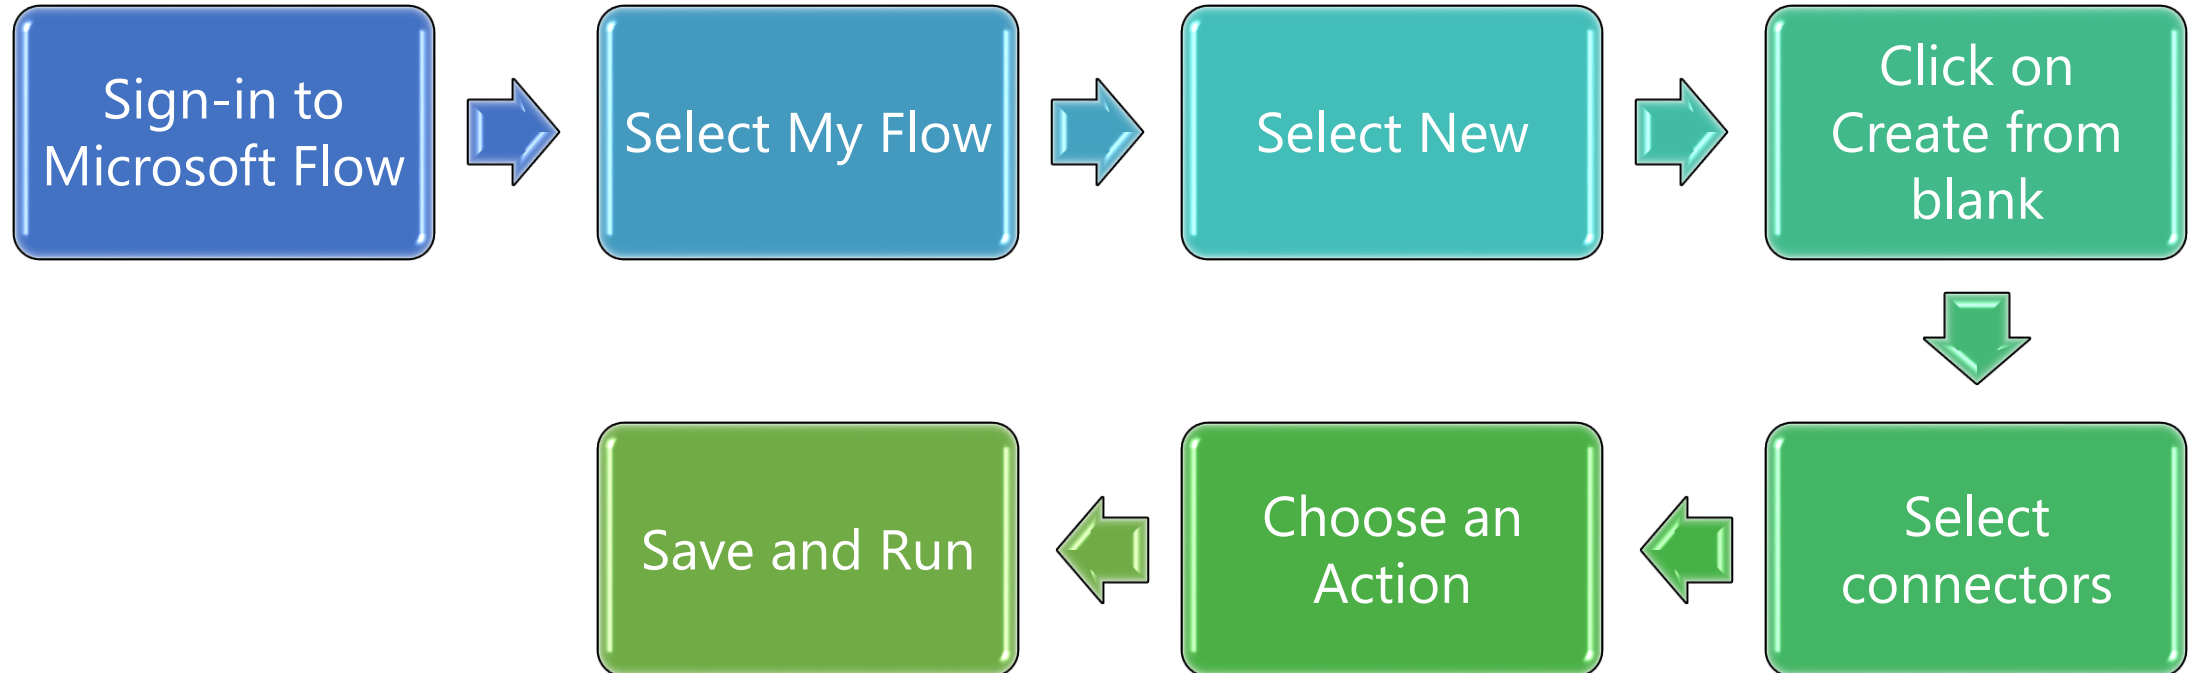 Sign-in to
Microsoft Flow
Select My Flow
Select New
Click on
Create from
blank
Select
connectors
Choose an
Action
Save and Run